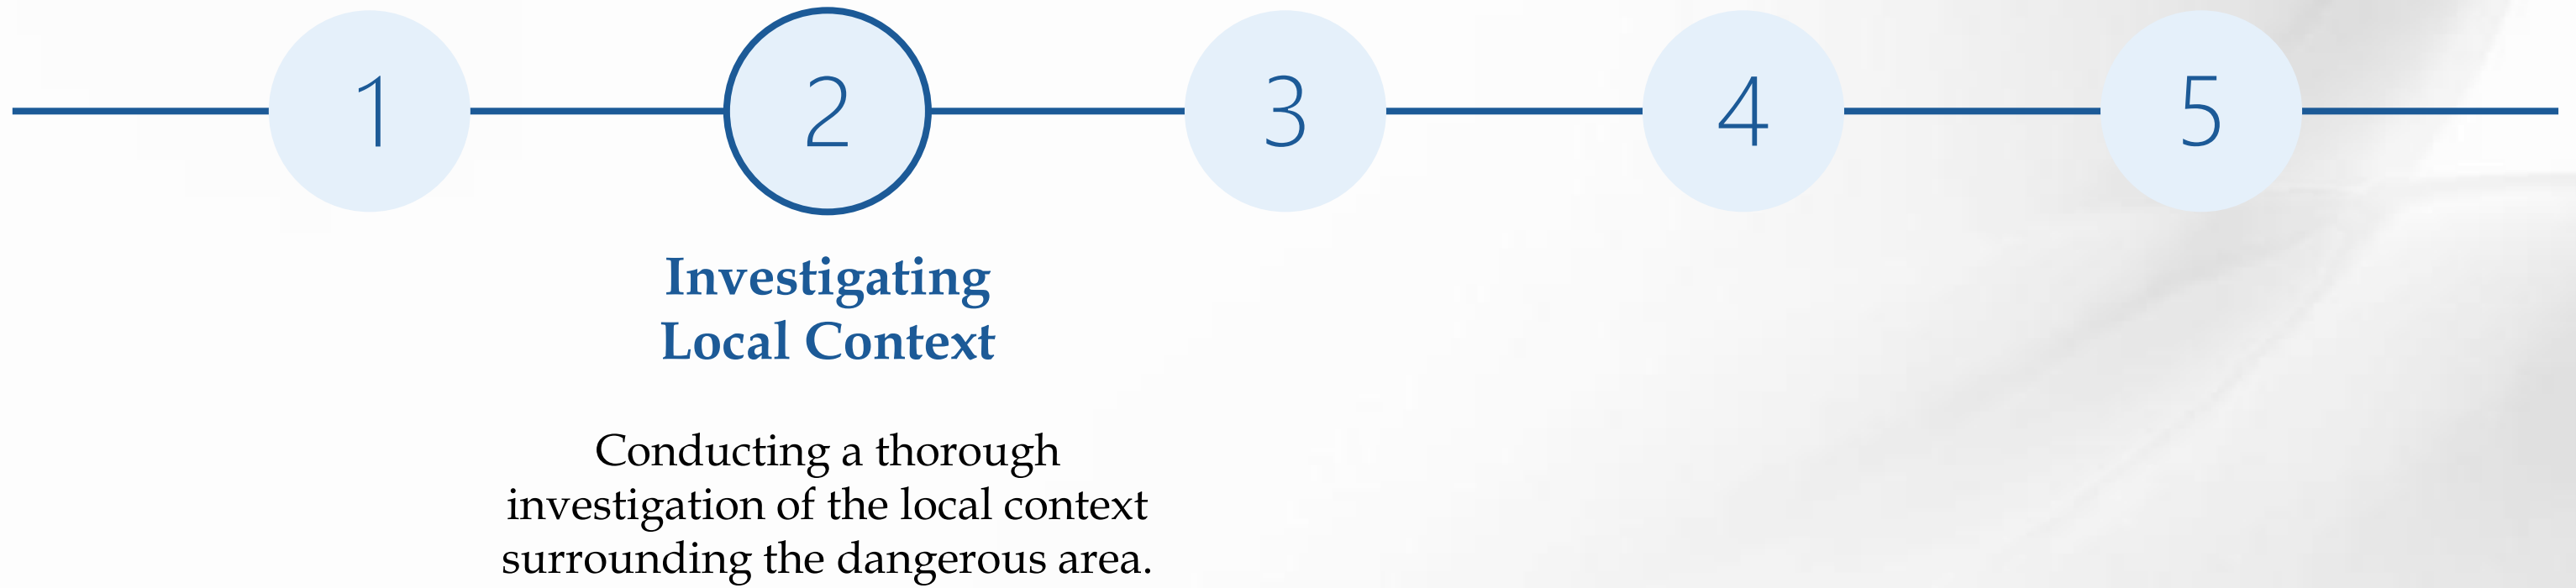 1 2 3 4 5
Investigating
Local Context
Conducting a thorough
investigation of the local context
surrounding the dangerous area.